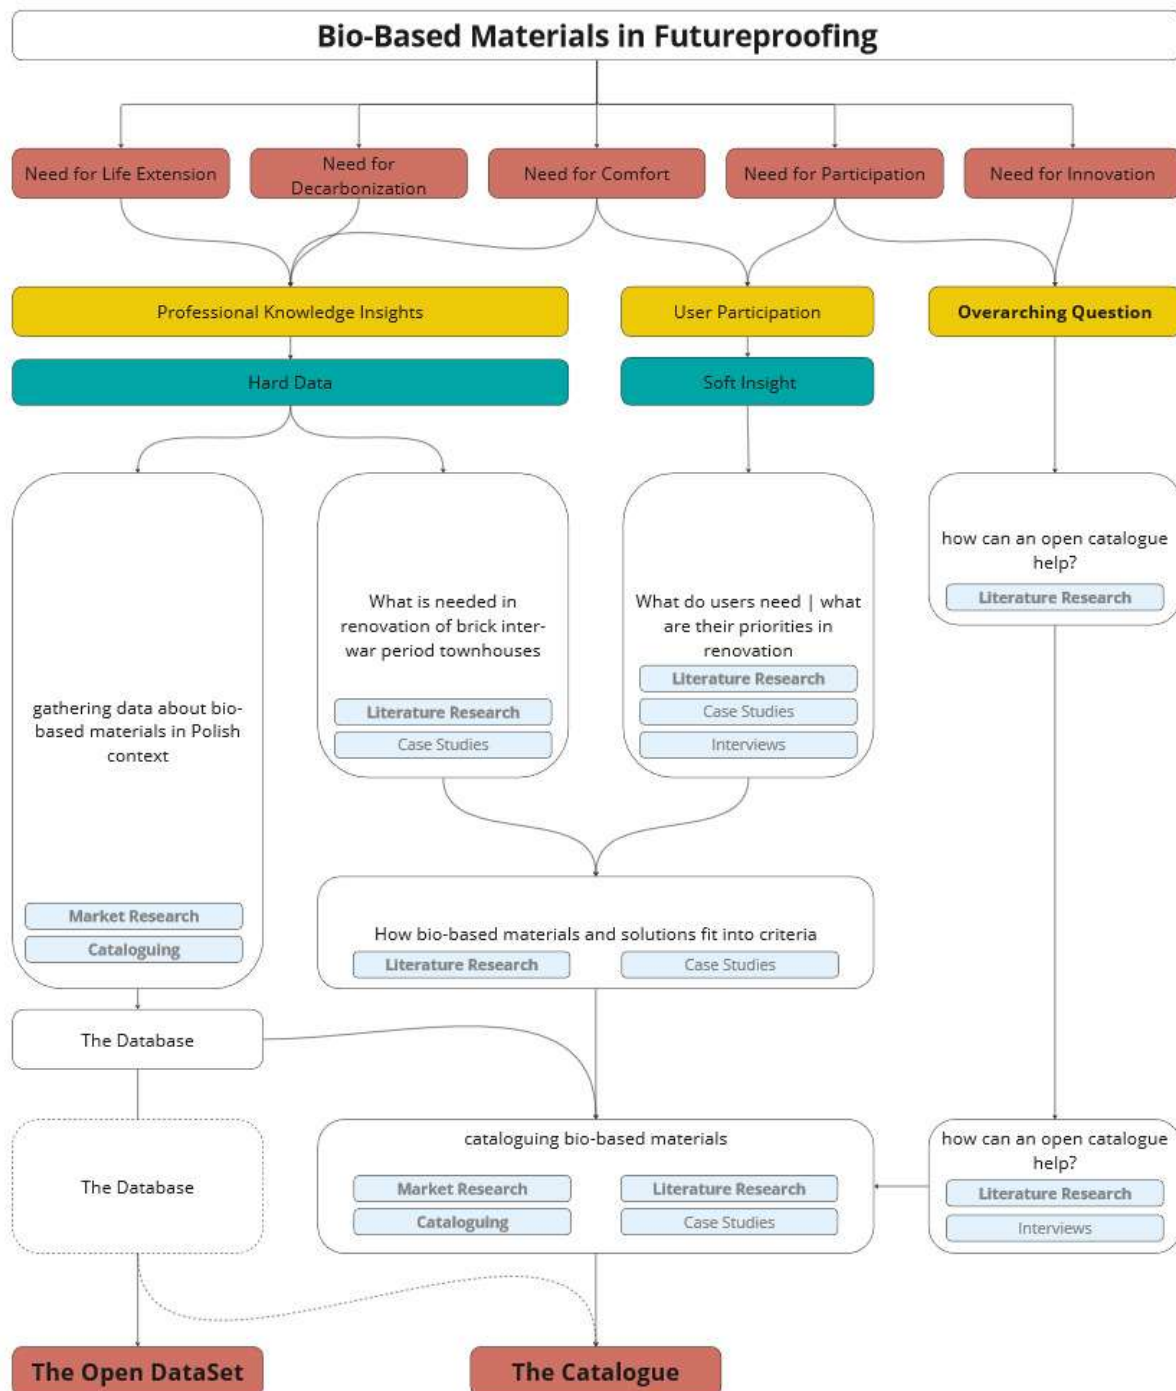 Bio-Based Materials in Futureproofing
Need for Life Extension
Need for
Decarbonization
Need for Comfort
Need for Participation
Need for Innovation
Professional Knowledge Insights
User Participation
Overarching Question
Hard Data
Soft Insight
gathering data about bio-
based materials in Polish
context
Market Research
Cataloguing
What is needed in
renovation of brick inter-
war period townhouses
Literature Research
Case Studies
What do users need | what
are their priorities in
renovation
Literature Research
Case Studies
Interviews
how can an open catalogue
help?
Literature Research
How bio-based materials and solutions fit into criteria
Literature Research
Case Studies
The Database
The Database
cataloguing bio-based materials
Market Research
Literature Research
Cataloguing
Case Studies
how can an open catalogue
help?
Literature Research
Interviews
The Open DataSet
The Catalogue